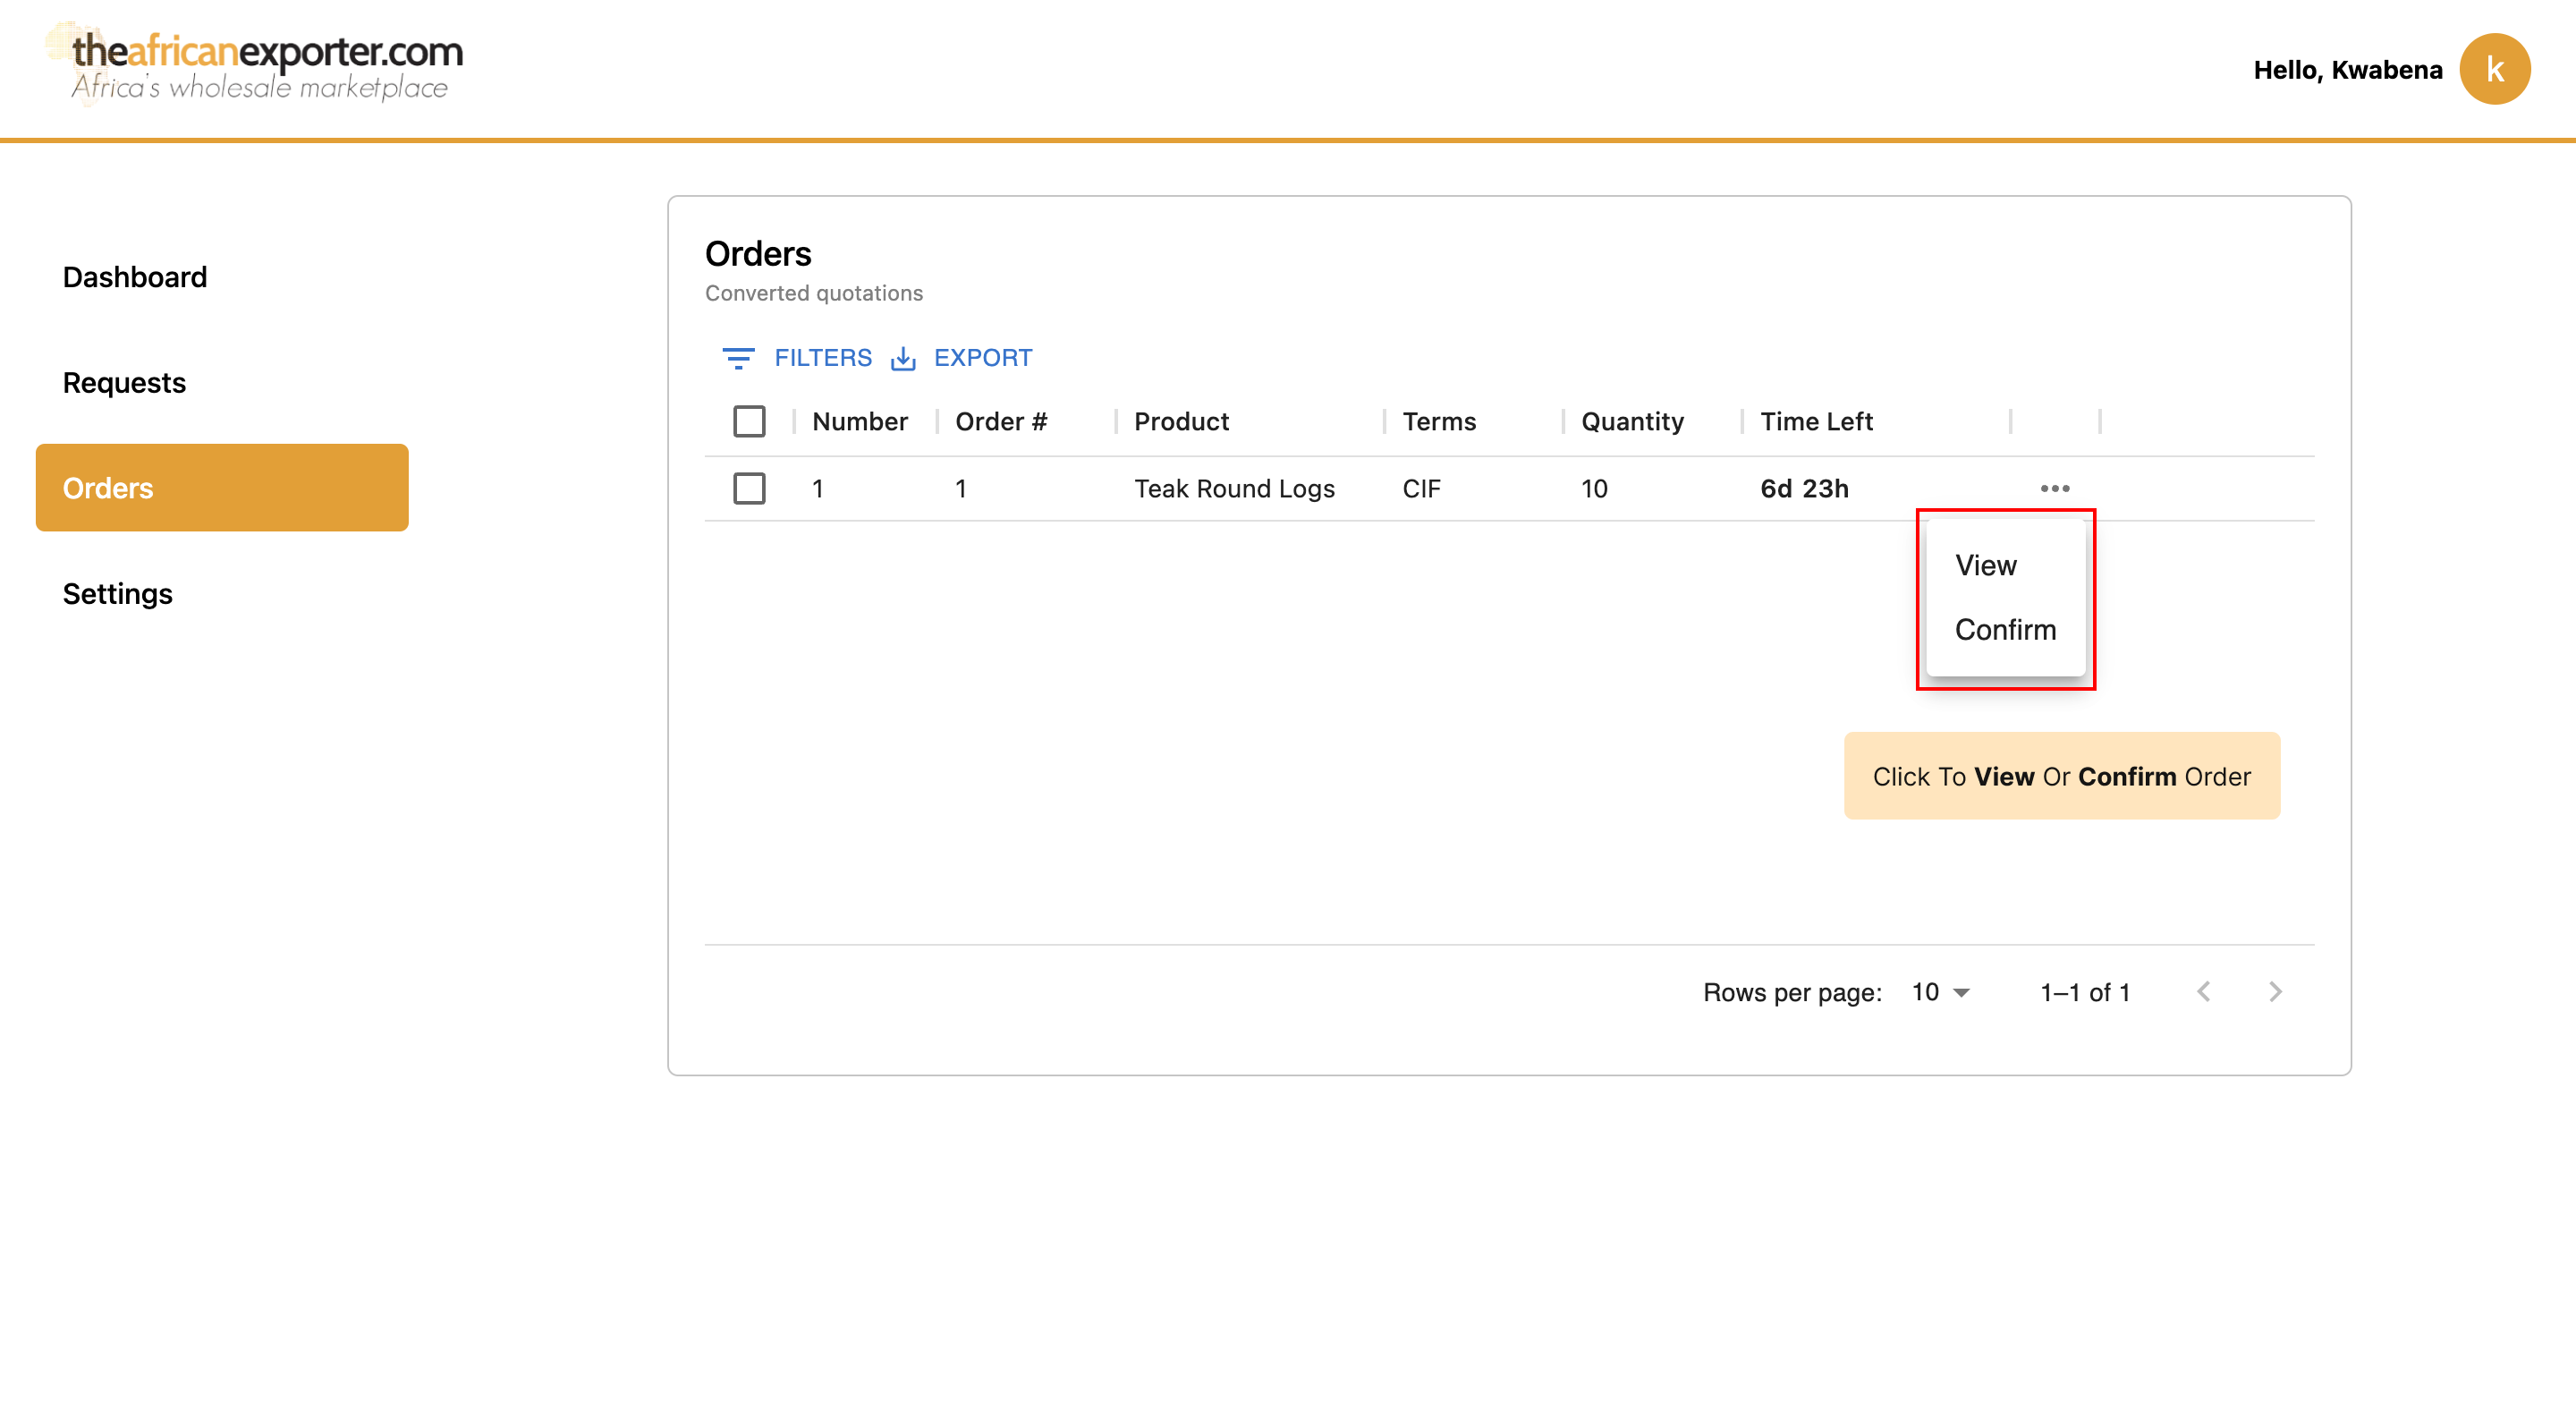 theafricanexporter.com
Africa's wholesale marketplace
Hello, Kwabena
k
Dashboard
Requests
Orders
Settings
Orders
Converted quotations
FILTERS EXPORT
Number Order # Product Terms Quantity Time Left
1 1 Teak Round Logs CIF 10 6d 23h
View
Confirm
Click To View Or Confirm Order
Rows per page: 10 1–1 of 1